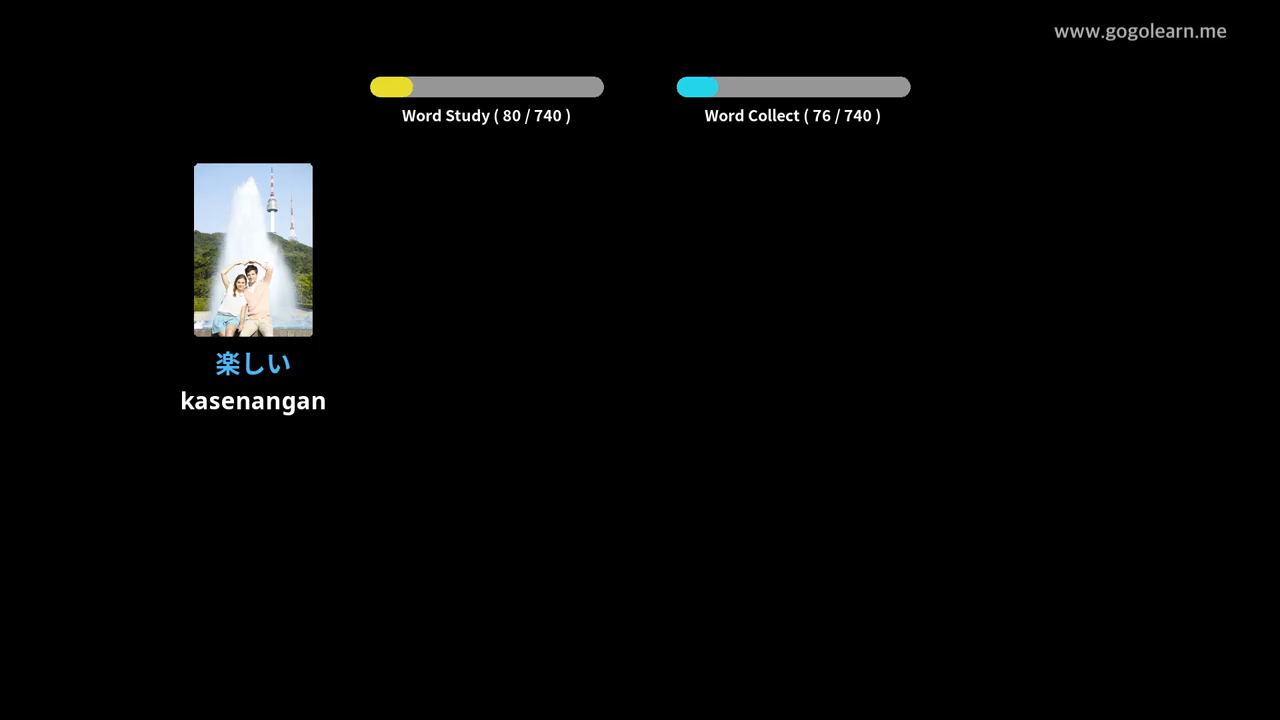 www.gogolearn.me
Word Study ( 80 / 740 )
Word Collect ( 76 / 740 )
楽しい
kasenangan